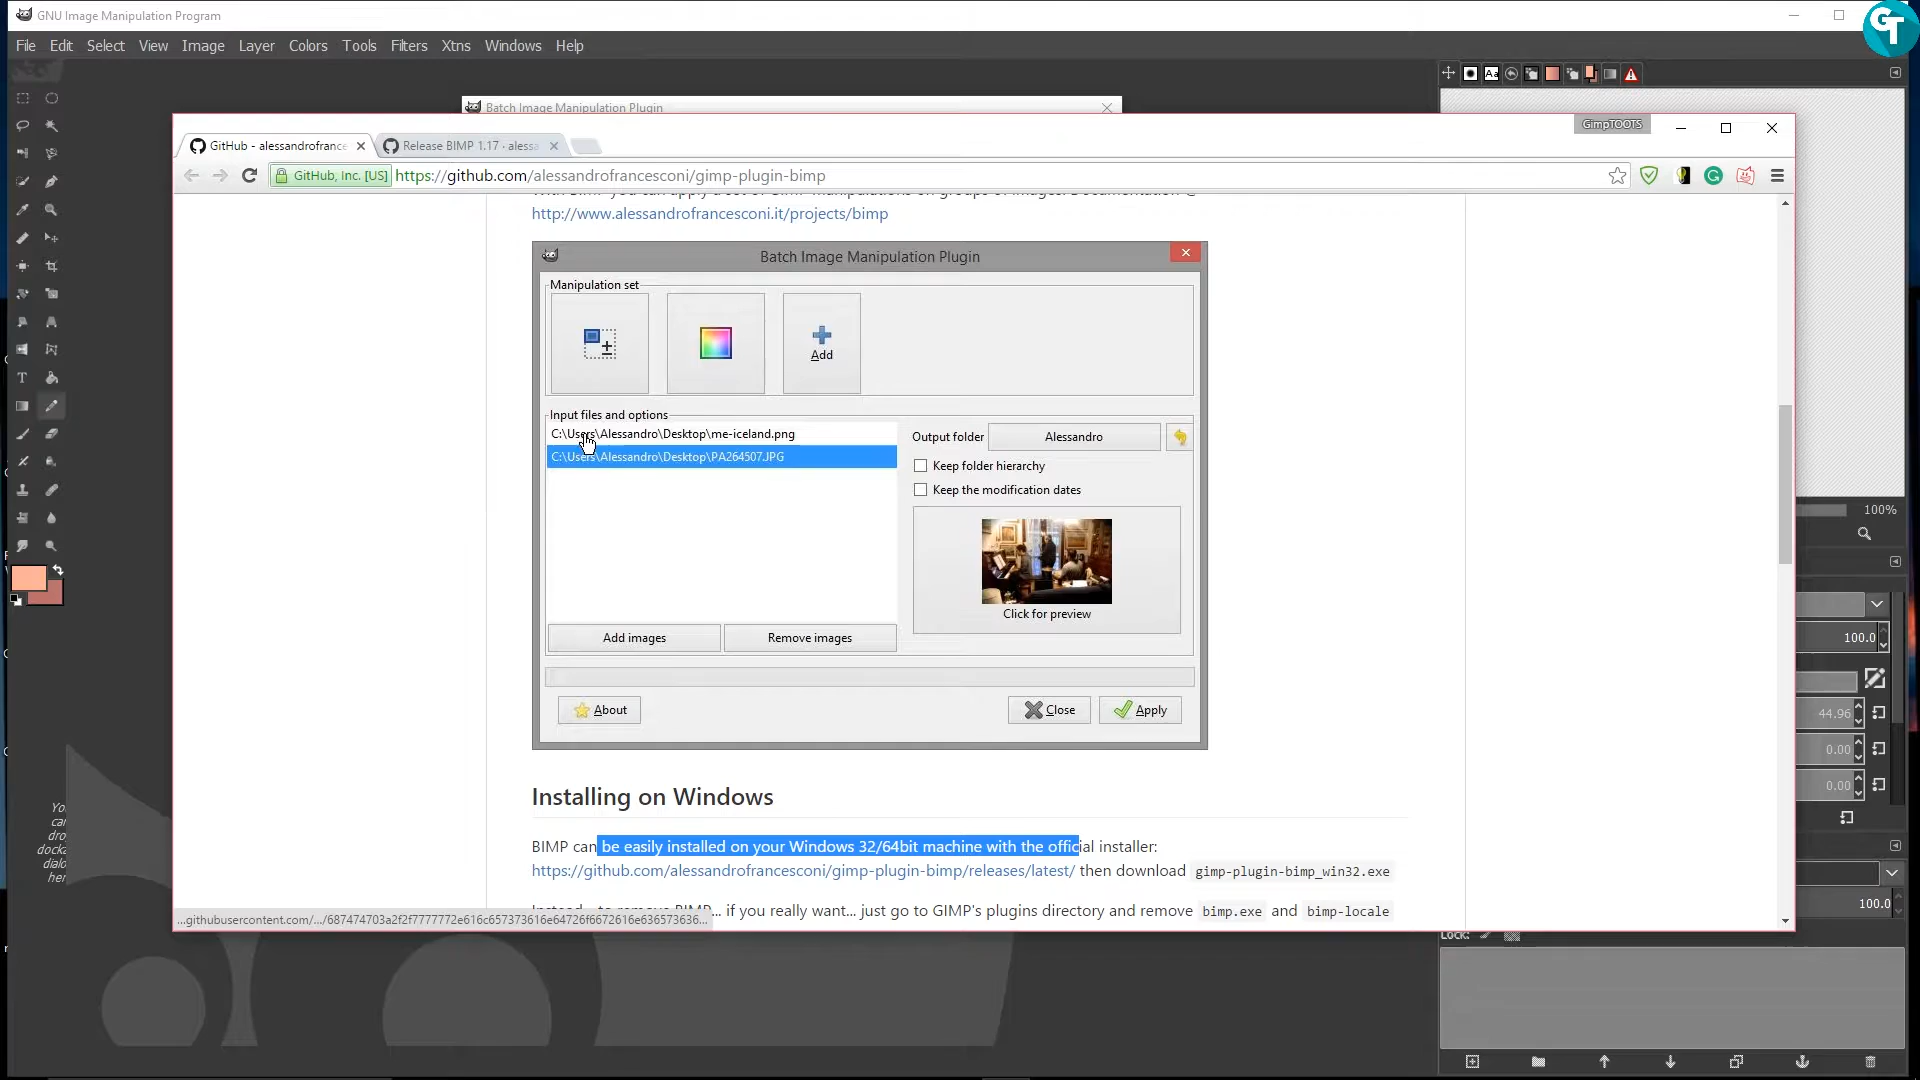 GNU Image Manipulation Program
GT
File Edit Select View Image Layer Colors Tools Filters Xtns Windows Help
Batch Image Manipulation Plugin
GimpTOOTS
GitHub - alessandrofrance
Release BIMP 1.17 · alessa
GitHub, Inc. [US] https://github.com/alessandrofrancesconi/gimp-plugin-bimp
http://www.alessandrofrancesconi.it/projects/bimp
Batch Image Manipulation Plugin
Manipulation set
Add
Input files and options
C:\Users\Alessandro\Desktop\me-iceland.png
C:\Users\Alessandro\Desktop\PA264507.JPG
Output folder Alessandro
Keep folder hierarchy
Keep the modification dates
Click for preview
Add images Remove images
About Close Apply
Installing on Windows
BIMP can be easily installed on your Windows 32/64bit machine with the official installer:
https://github.com/alessandrofrancesconi/gimp-plugin-bimp/releases/latest/ then download gimp-plugin-bimp_win32.exe
... if you really want... just go to GIMP's plugins directory and remove bimp.exe and bimp-locale
...githubusercontent.com/.../687474703a2f2f7777772e616c657373616e64726f6672616e636573636...
100%
100.0
44.96
0.00
0.00
100.0
Lock: